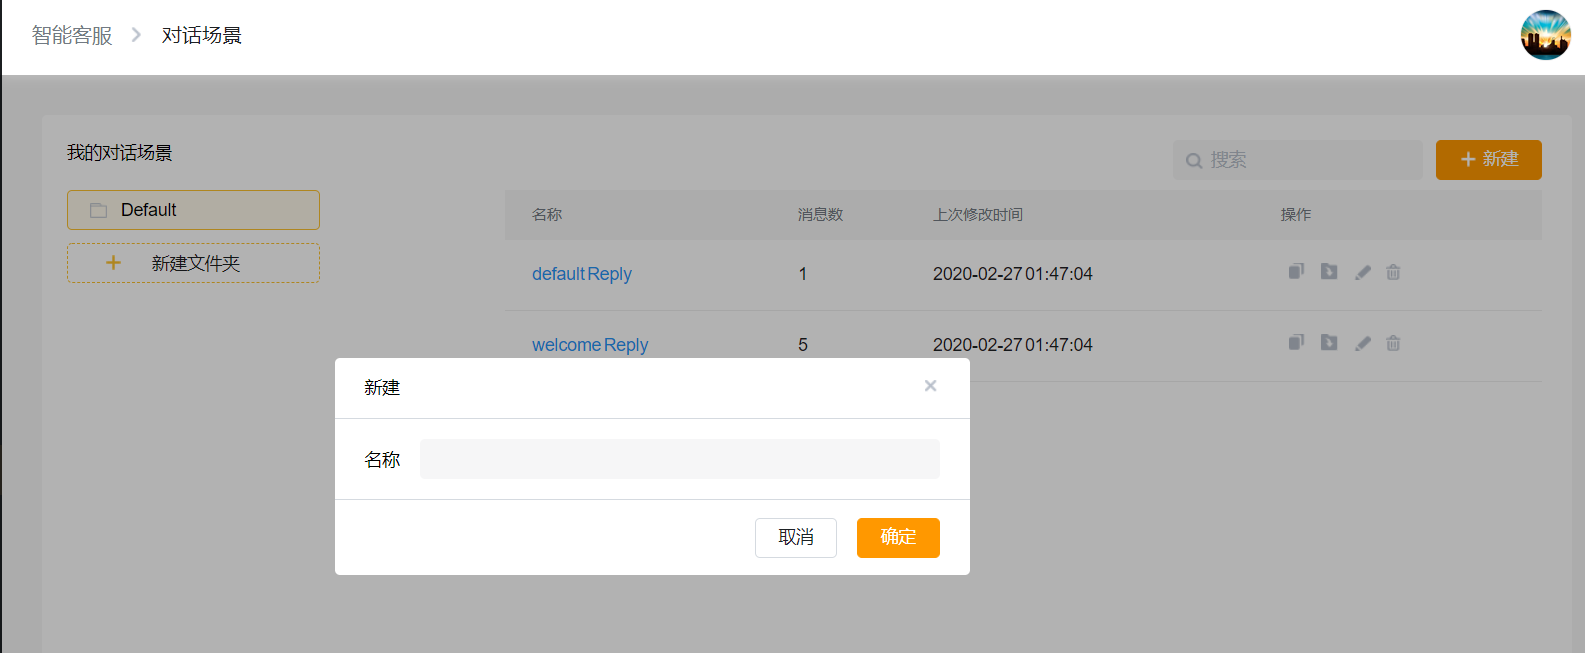 智能客服 对话场景
我的对话场景
搜索
新建
Default
新建文件夹
名称 消息数 上次修改时间 操作
default Reply 1 2020-02-27 01:47:04
welcome Reply 5 2020-02-27 01:47:04
新建
名称
取消 确定